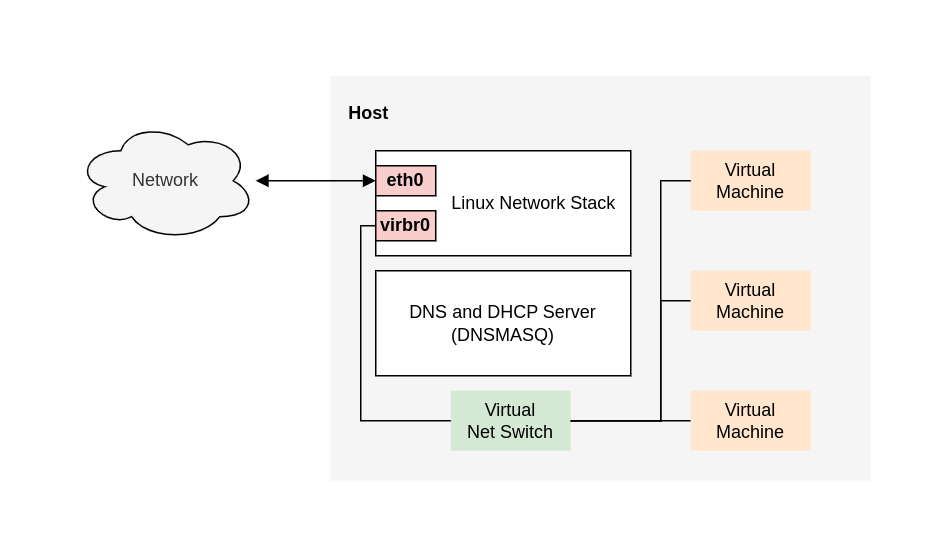 Host
Network
eth0
virbr0
Linux Network Stack
DNS and DHCP Server
(DNSMASQ)
Virtual
Net Switch
Virtual
Machine
Virtual
Machine
Virtual
Machine